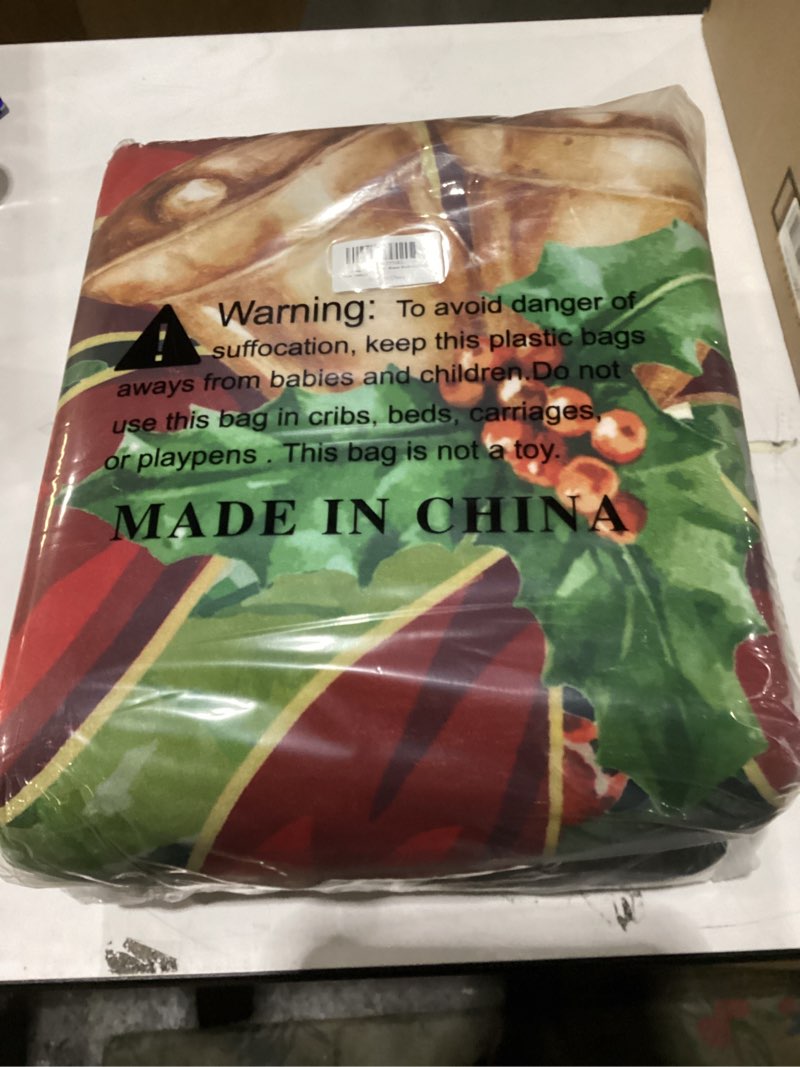 Warning: To avoid danger of
suffocation, keep this plastic bags
aways from babies and children.Do not
use this bag in cribs, beds, carriages,
or playpens . This bag is not a toy.
MADE IN CHINA